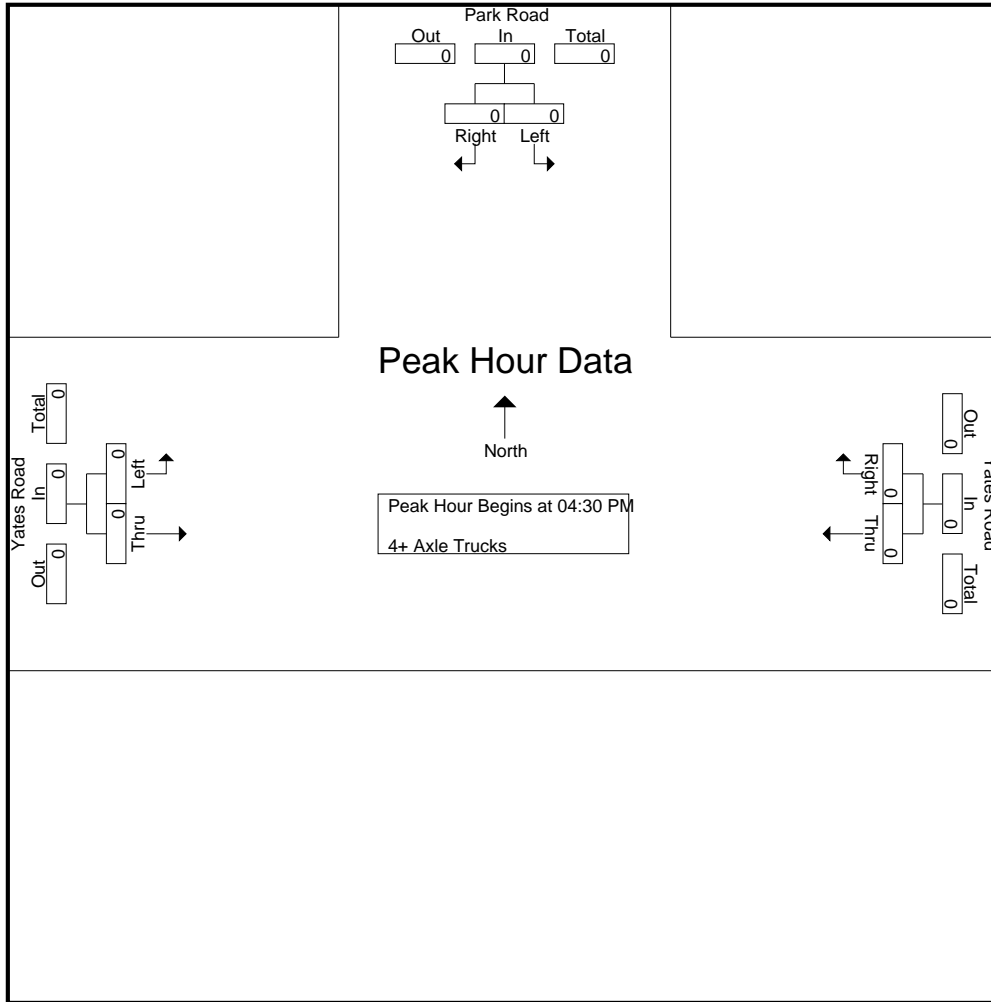 Park Road
Out In Total
0 0 0
0 0
Right Left
Peak Hour Data
North
Peak Hour Begins at 04:30 PM
4+ Axle Trucks
Yates Road
Total In Out
0 0 0
0 0
Left Thru
Yates Road
Out In Total
0 0 0
0 0
Right Thru